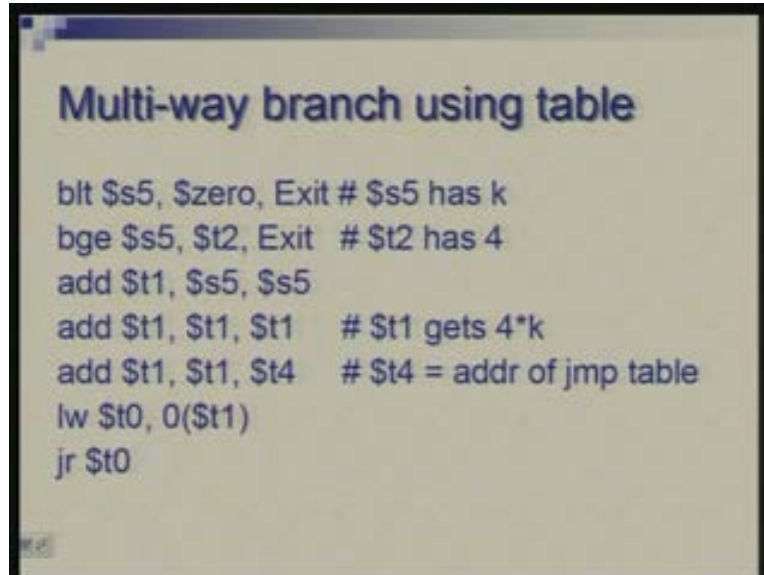 Multi-way branch using table
blt $s5, $zero, Exit # $s5 has k
bge $s5, $t2, Exit # $t2 has 4
add $t1, $s5, $s5
add $t1, $t1, $t1 # $t1 gets 4*k
add $t1, $t1, $t4 # $t4 = addr of jmp table
lw $t0, 0($t1)
jr $t0